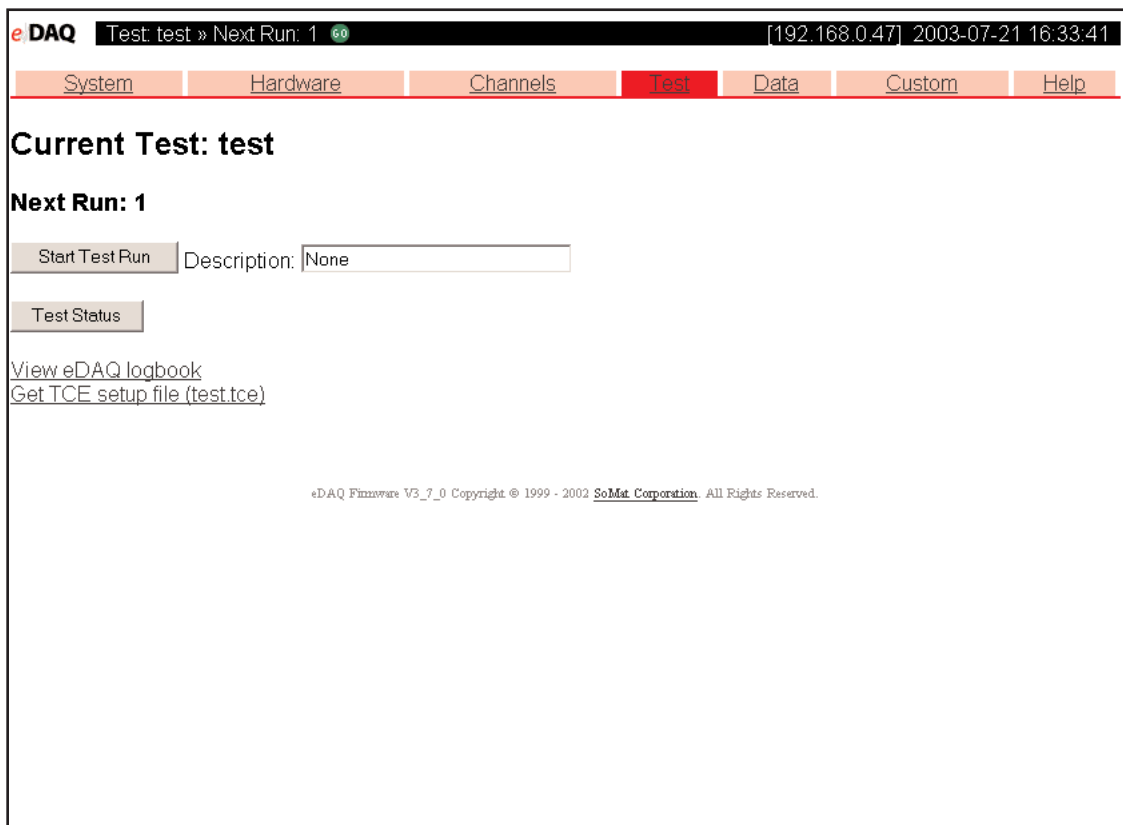 eDAQ Test: test » Next Run: 1 GO [192.168.0.47] 2003-07-21 16:33:41
System Hardware Channels Test Data Custom Help
Current Test: test
Next Run: 1
Start Test Run Description: None
Test Status
View eDAQ logbook
Get TCE setup file (test.tce)
eDAQ Firmware V3_7_0 Copyright © 1999 - 2002 SoMat Corporation. All Rights Reserved.